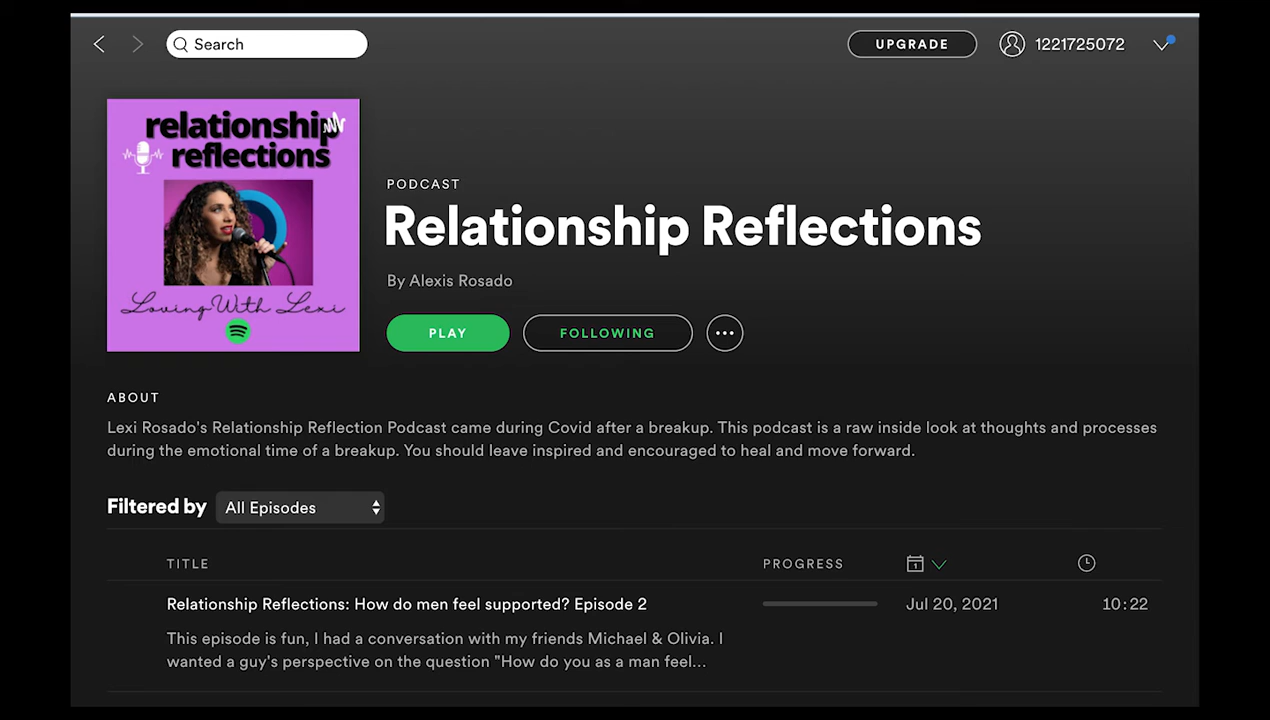 Search
UPGRADE
1221725072
relationship
reflections
Loving With Lexi
PODCAST
Relationship Reflections
By Alexis Rosado
PLAY
FOLLOWING
ABOUT
Lexi Rosado's Relationship Reflection Podcast came during Covid after a breakup. This podcast is a raw inside look at thoughts and processes
during the emotional time of a breakup. You should leave inspired and encouraged to heal and move forward.
Filtered by All Episodes
TITLE PROGRESS 1
Relationship Reflections: How do men feel supported? Episode 2 Jul 20, 2021 10:22
This episode is fun, I had a conversation with my friends Michael & Olivia. I
wanted a guy's perspective on the question "How do you as a man feel...